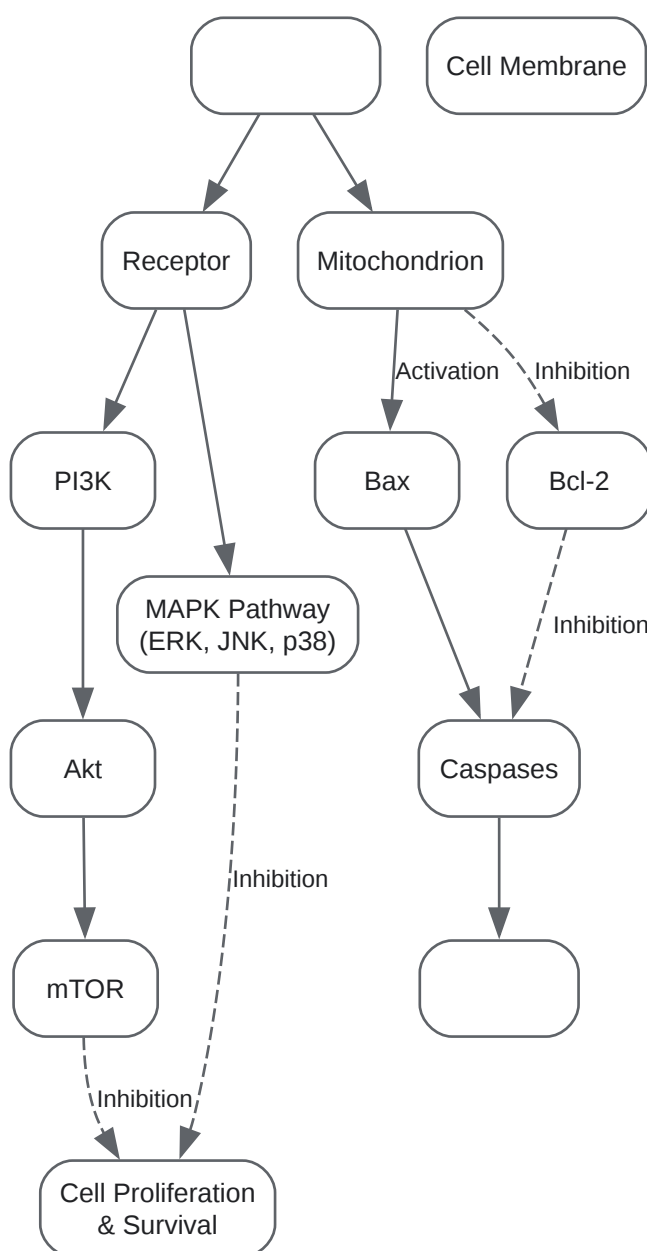 Cell Membrane
Receptor
Mitochondrion
Activation
Inhibition
PI3K
Bax
Bcl-2
MAPK Pathway
(ERK, JNK, p38)
Inhibition
Akt
Caspases
Inhibition
mTOR
Inhibition
Cell Proliferation
& Survival